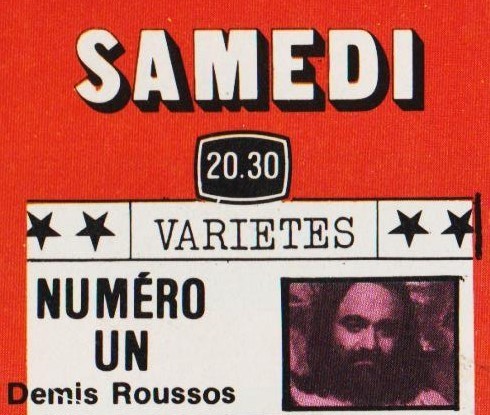 SAMEDI
20.30
VARIETES
NUMÉRO
UN
Demis Roussos